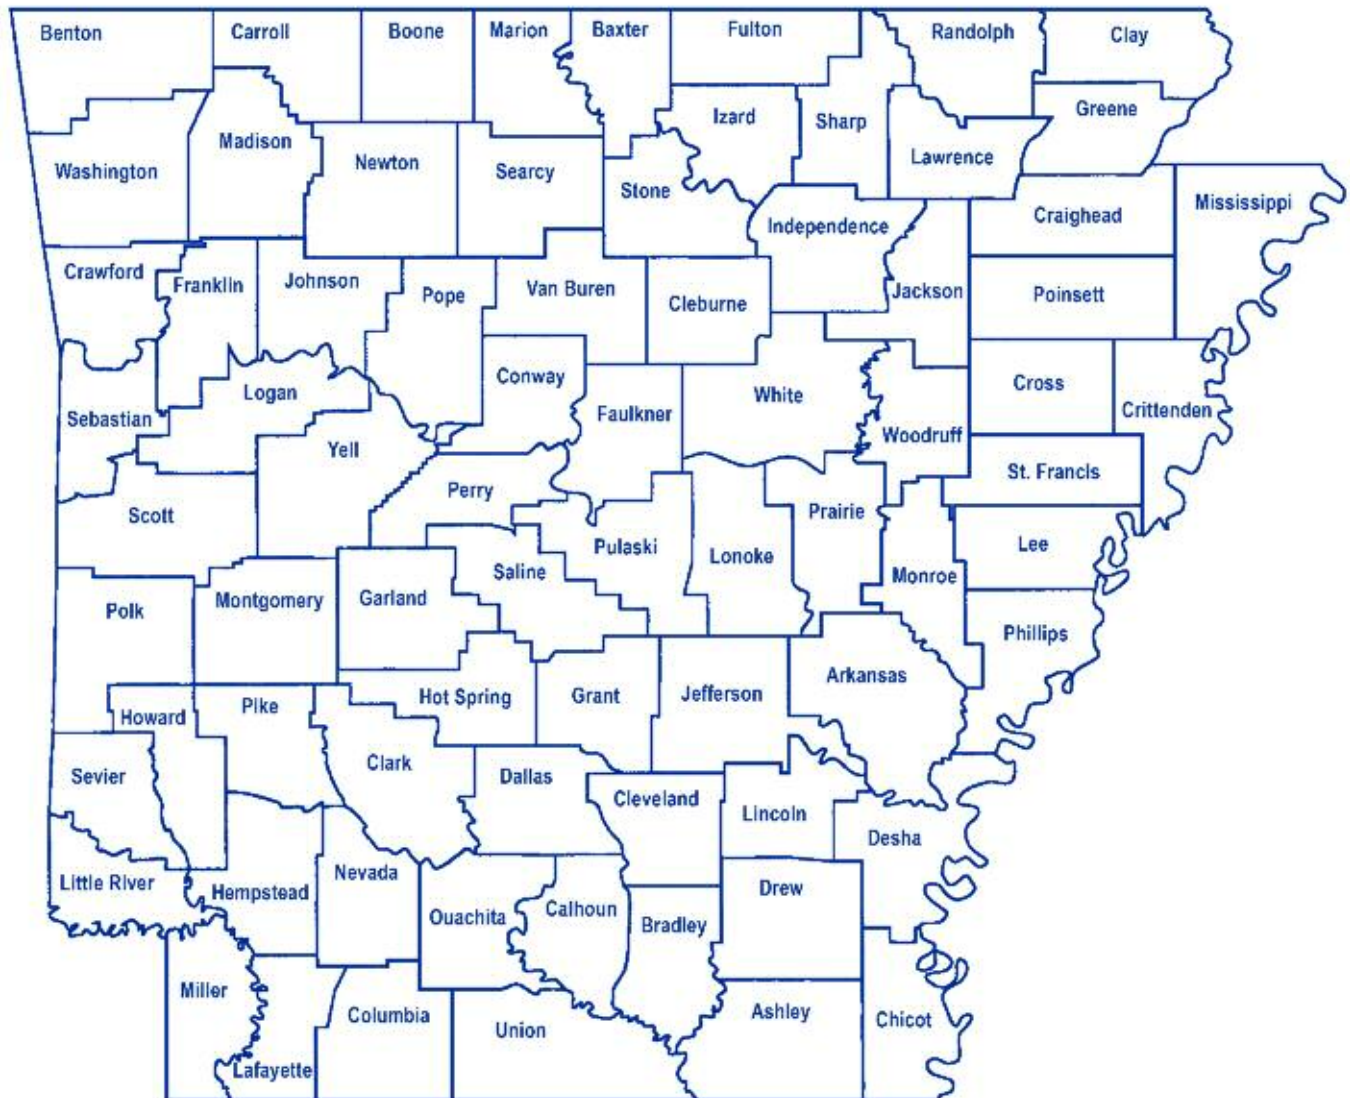 Benton
Carroll
Boone
Marion
Baxter
Fulton
Randolph
Clay
Greene
Izard
Sharp
Lawrence
Washington
Madison
Newton
Searcy
Stone
Independence
Craighead
Mississippi
Crawford
Franklin
Johnson
Pope
Van Buren
Cleburne
Jackson
Poinsett
Sebastian
Logan
Conway
Faulkner
White
Woodruff
Cross
Crittenden
Yell
Perry
St. Francis
Scott
Prairie
Pulaski
Lonoke
Lee
Saline
Monroe
Polk
Montgomery
Garland
Phillips
Howard
Pike
Hot Spring
Grant
Jefferson
Arkansas
Sevier
Clark
Dallas
Cleveland
Lincoln
Desha
Little River
Hempstead
Nevada
Ouachita
Calhoun
Bradley
Drew
Miller
Lafayette
Columbia
Union
Ashley
Chicot